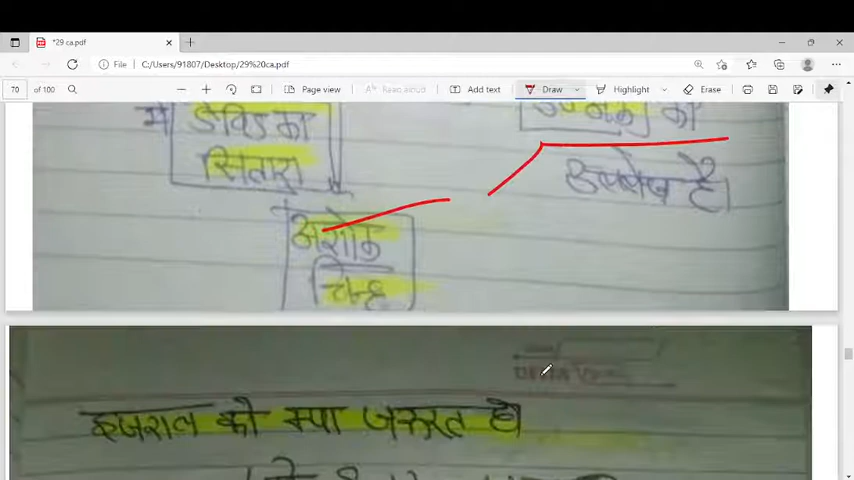 *29 ca.pdf
File C:/Users/91807/Desktop/29%20ca.pdf
70 of 100 Page view Read aloud Add text Draw Highlight Erase
में डेविड का
सितारा
का
है।
अशोक
चिन्ह
इजराल को क्या जरूरत है